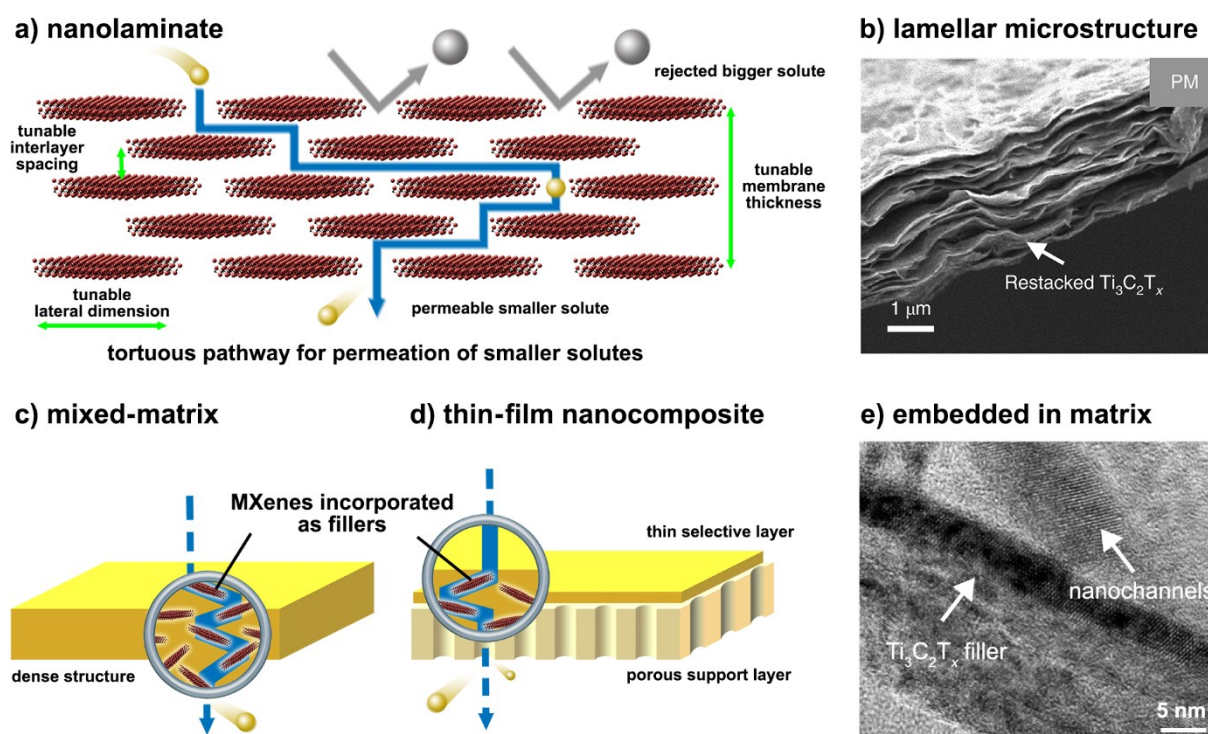 a) nanolaminate
rejected bigger solute
tunable
interlayer
spacing
tunable
membrane
thickness
tunable
lateral dimension
permeable smaller solute
tortuous pathway for permeation of smaller solutes
b) lamellar microstructure
PM
Restacked Ti₃C₂Tₓ
1 μm
c) mixed-matrix
MXenes incorporated
as fillers
dense structure
d) thin-film nanocomposite
thin selective layer
porous support layer
e) embedded in matrix
nanochannels
Ti₃C₂Tₓ filler
5 nm